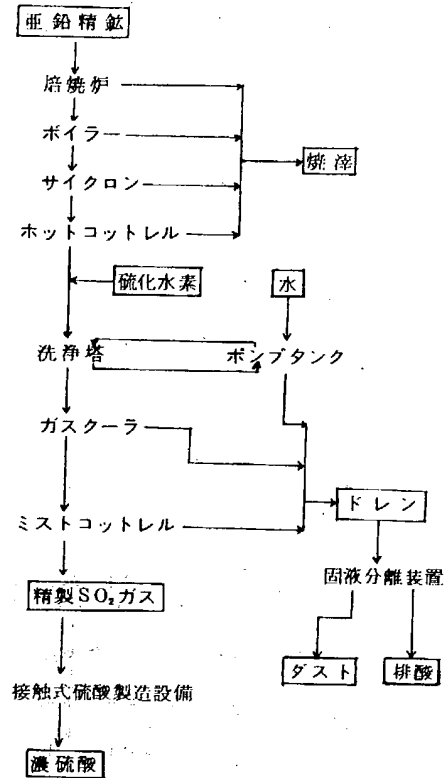 亜鉛精鉱
焙焼炉
ボイラー
焼滓
サイクロン
ホットコットレル
硫化水素
水
洗浄塔
ポンプタンク
ガスクーラ
ドレン
ミストコットレル
固液分離装置
精製SO₂ガス
ダスト
排酸
接触式硫酸製造設備
濃硫酸